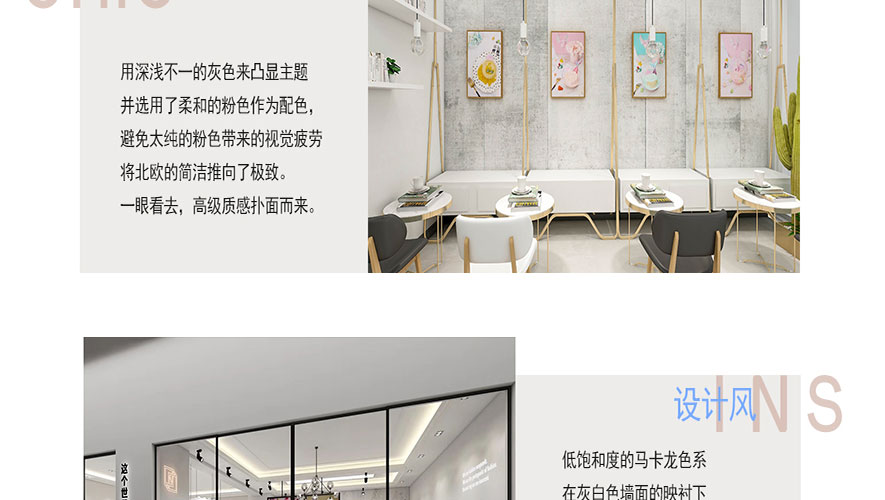 用深浅不一的灰色来凸显主题
并选用了柔和的粉色作为配色，
避免太纯的粉色带来的视觉疲劳
将北欧的简洁推向了极致。
一眼看去，高级质感扑面而来。
设计风
INS
低饱和度的马卡龙色系
在灰白色墙面的映衬下
这个世